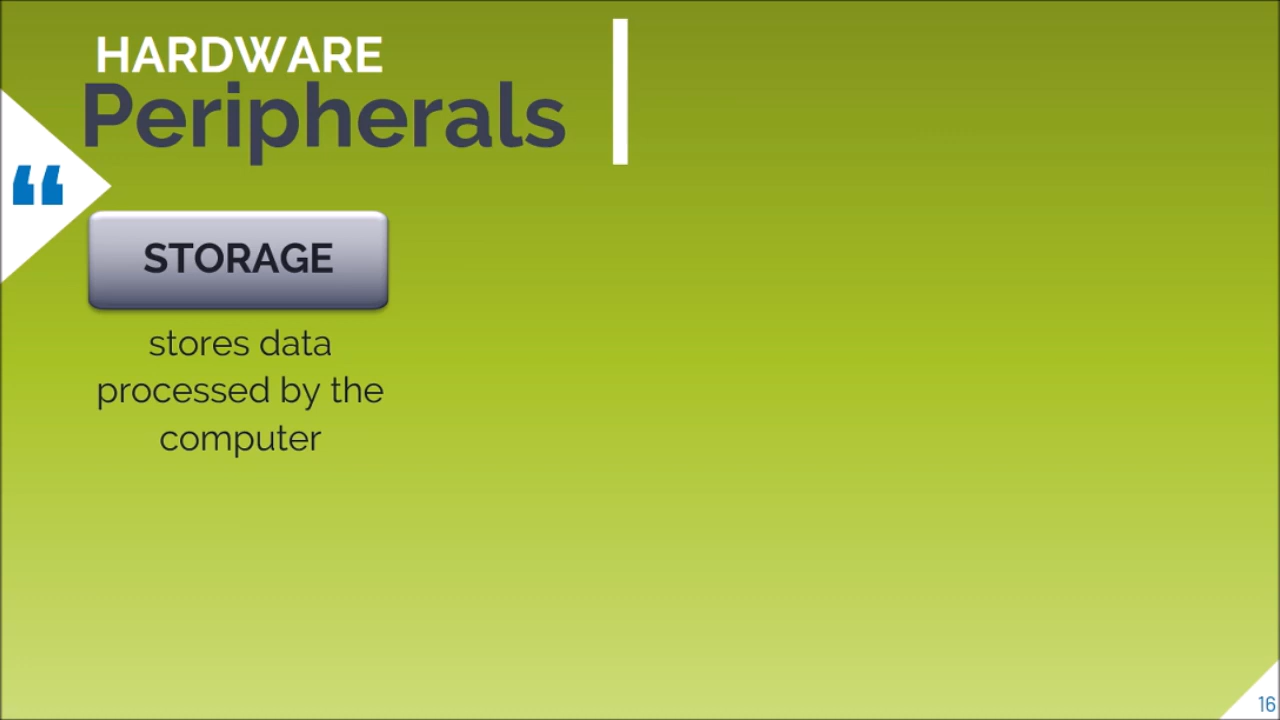 HARDWARE
Peripherals
“
STORAGE
stores data
processed by the
computer
16